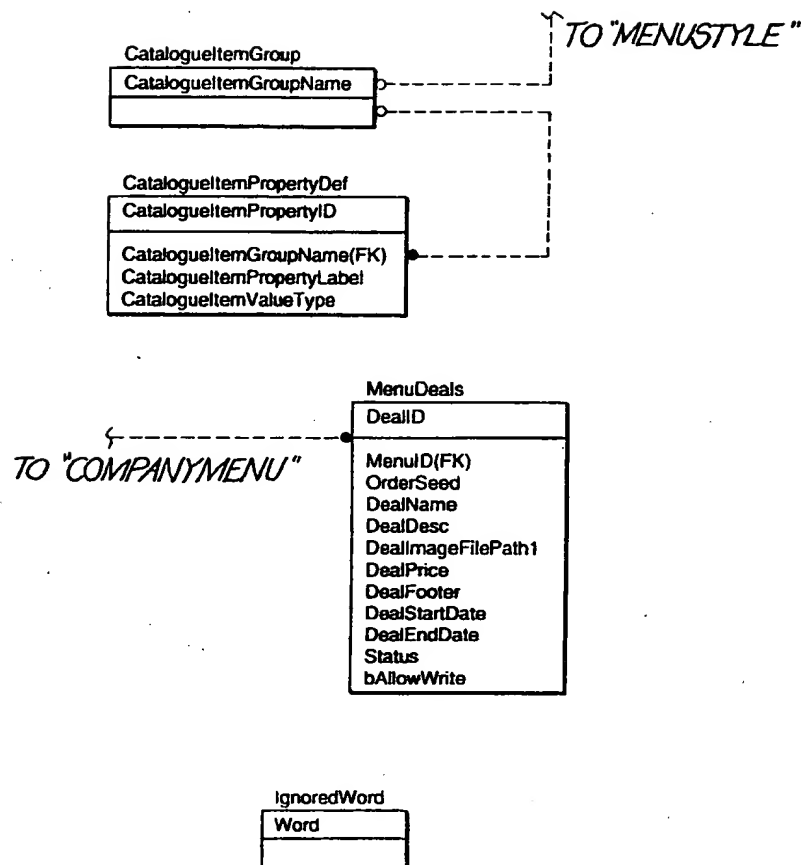 TO "MENUSTYLE"
CatalogueItemGroup
CatalogueItemGroupName
CatalogueItemPropertyDef
CatalogueItemPropertyID
CatalogueItemGroupName(FK)
CatalogueItemPropertyLabel
CatalogueItemValueType
MenuDeals
DealID
TO "COMPANYMENU"
MenuID(FK)
OrderSeed
DealName
DealDesc
DealImageFilePath1
DealPrice
DealFooter
DealStartDate
DealEndDate
Status
bAllowWrite
IgnoredWord
Word